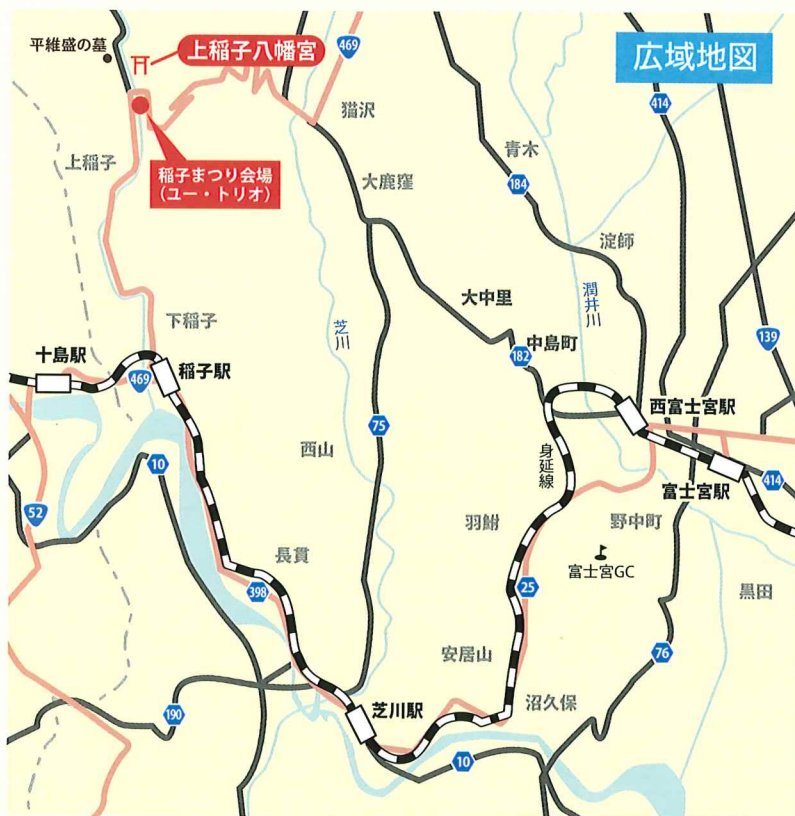 広域地図
平維盛の墓
上稲子八幡宮
469
414
猫沢
青木
上稲子
稲子まつり会場
(ユー・トリオ)
大鹿窪
184
淀師
大中里
潤井川
下稲子
芝川
中島町
182
139
十島駅
469
稲子駅
西富士宮駅
75
西山
身延線
10
富士宮駅
414
52
羽鮒
野中町
長貫
富士宮GC
398
25
黒田
安居山
76
沼久保
190
芝川駅
10